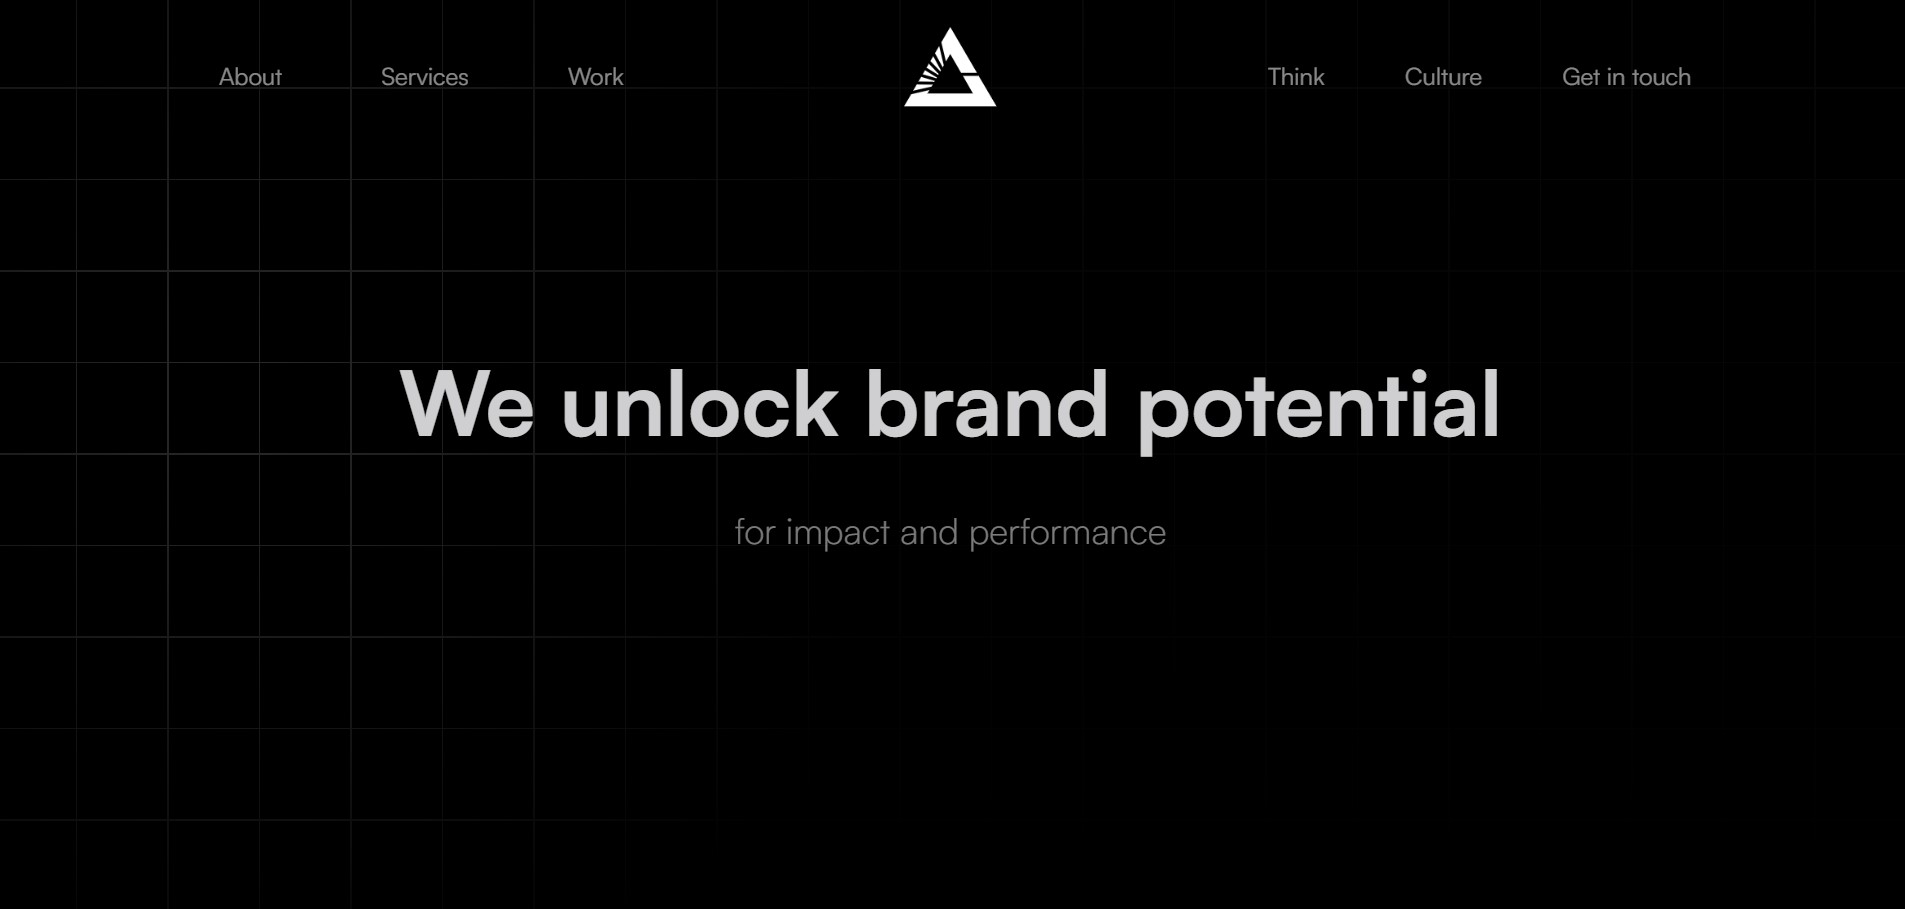 About Services Work Think Culture Get in touch
We unlock brand potential
for impact and performance